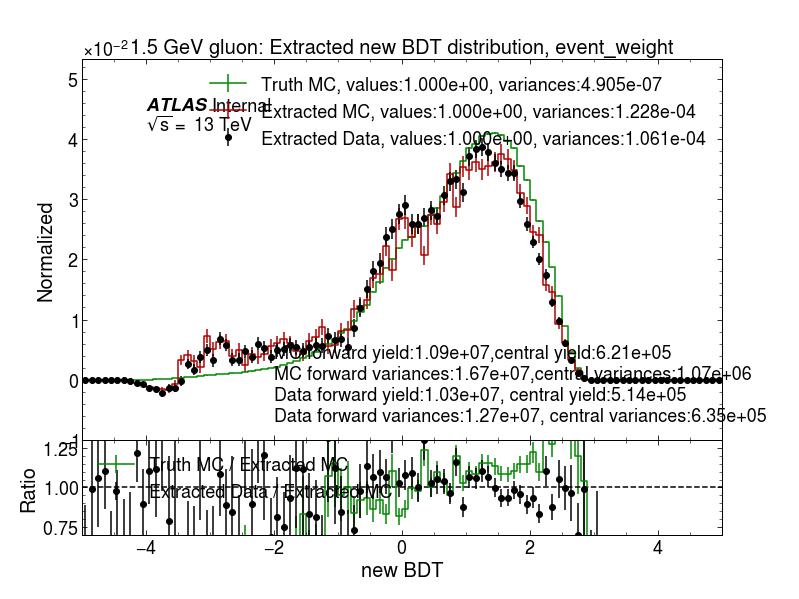 ×10−2 1.5 GeV gluon: Extracted new BDT distribution, event_weight
Truth MC, values:1.000e+00, variances:4.905e-07
ATLAS Internal
Extracted MC, values:1.000e+00, variances:1.228e-04
√s = 13 TeV
Extracted Data, values:1.000e+00, variances:1.061e-04
Normalized
5
4
3
2
1
0
−1
MC forward yield:1.09e+07,central yield:6.21e+05
MC forward variances:1.67e+07,central variances:1.07e+06
Data forward yield:1.03e+07, central yield:5.14e+05
Data forward variances:1.27e+07, central variances:6.35e+05
Ratio
1.25
1.00
0.75
Truth MC / Extracted MC
Extracted Data / Extracted MC
−4 −2 0 2 4
new BDT